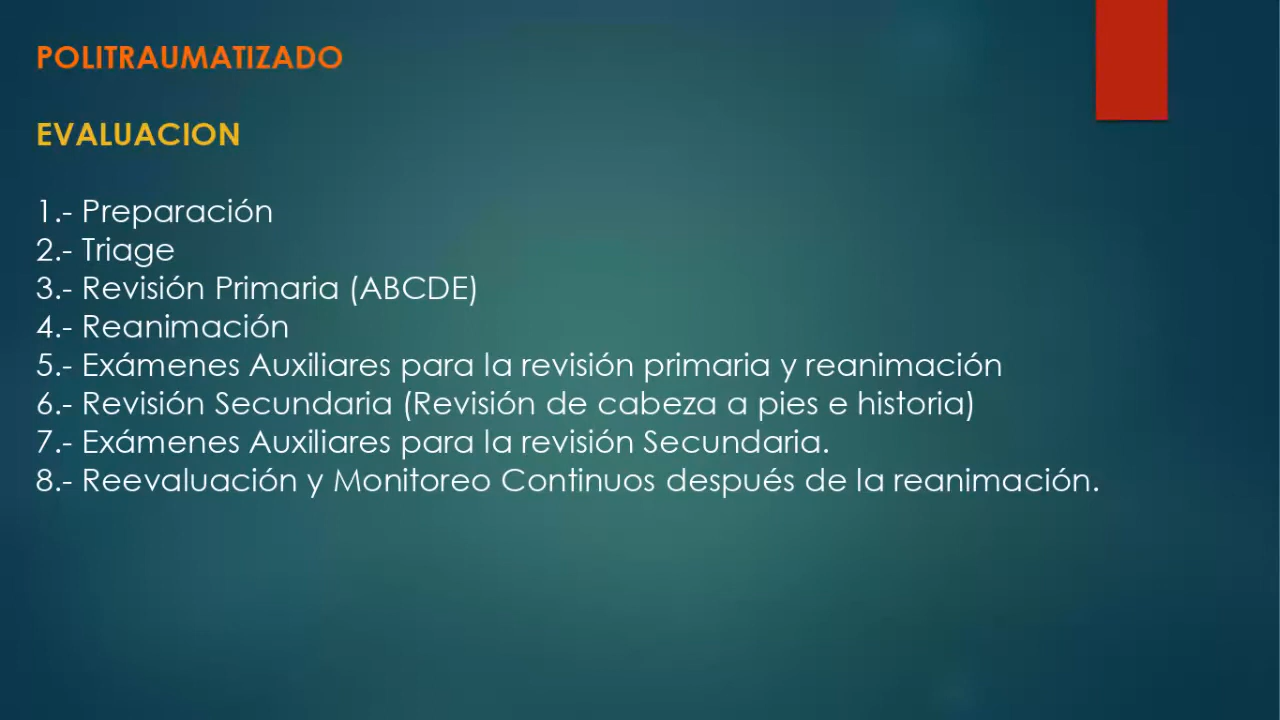 POLITRAUMATIZADO
EVALUACION
1.- Preparación
2.- Triage
3.- Revisión Primaria (ABCDE)
4.- Reanimación
5.- Exámenes Auxiliares para la revisión primaria y reanimación
6.- Revisión Secundaria (Revisión de cabeza a pies e historia)
7.- Exámenes Auxiliares para la revisión Secundaria.
8.- Reevaluación y Monitoreo Continuos después de la reanimación.